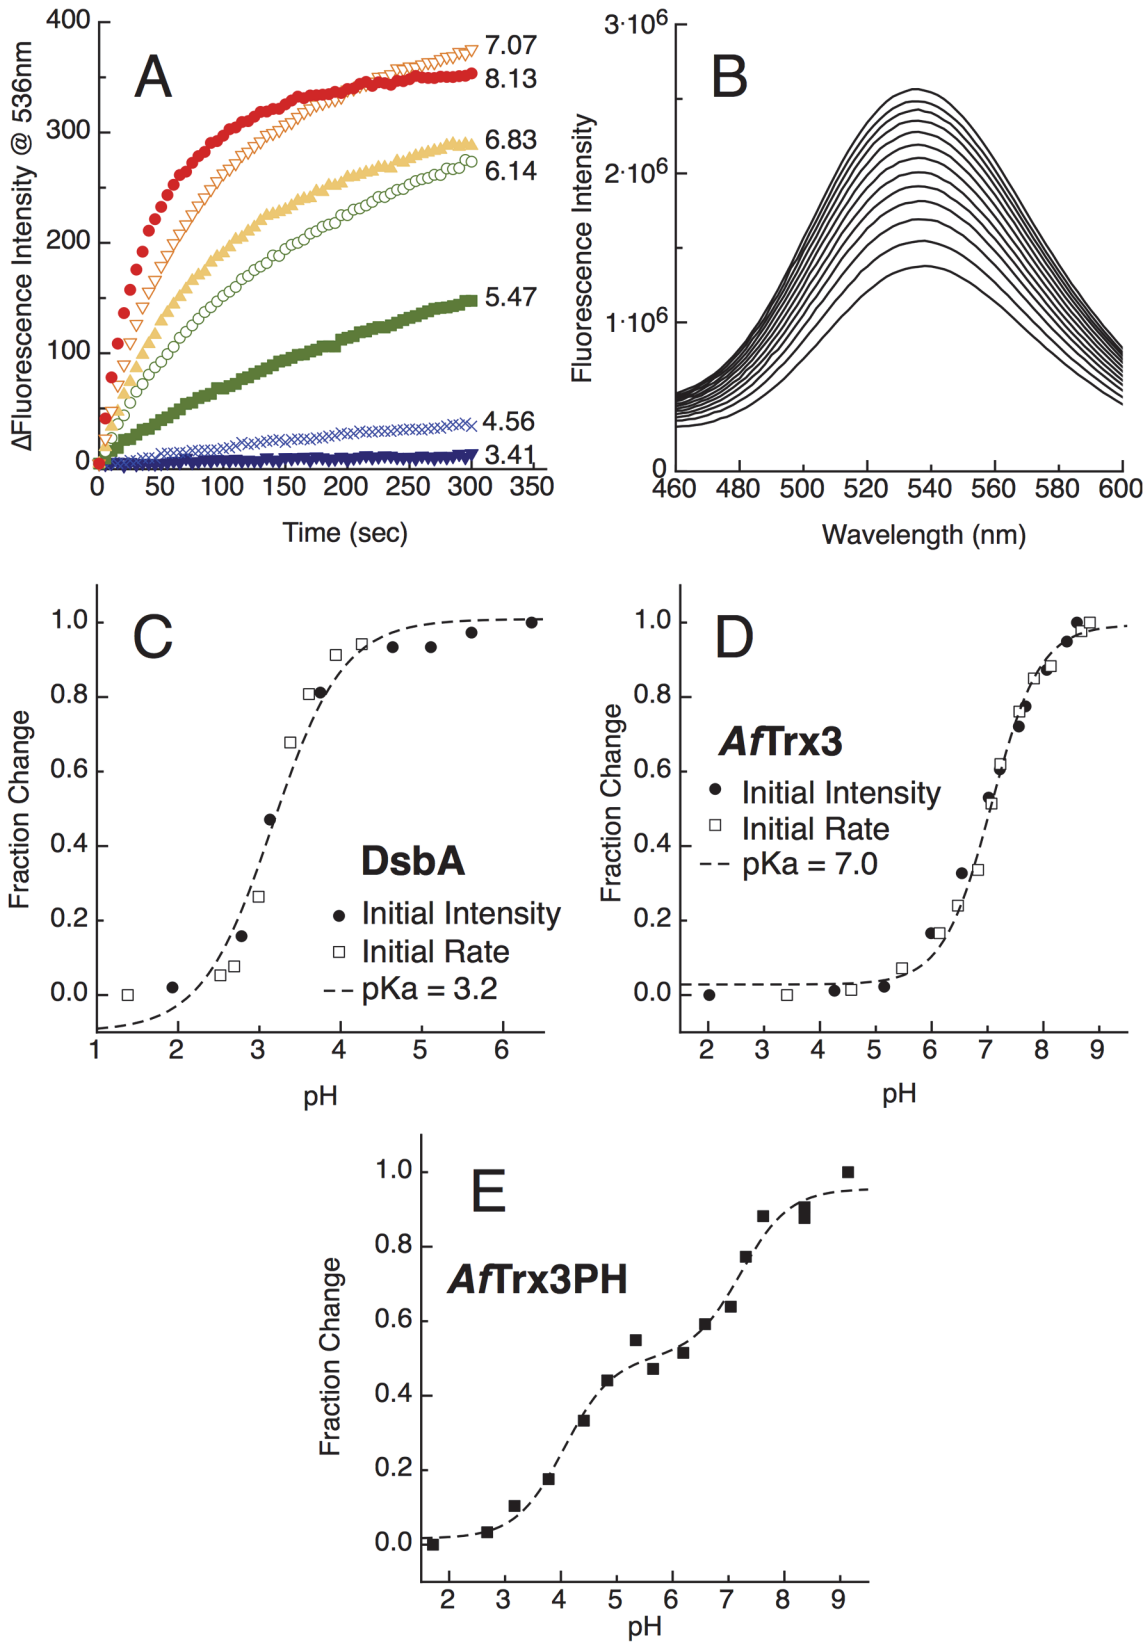 A
ΔFluorescence Intensity @ 536nm
400
300
200
100
0
0 50 100 150 200 250 300 350
Time (sec)
7.07
8.13
6.83
6.14
5.47
4.56
3.41
B
Fluorescence Intensity
3·10⁶
2·10⁶
1·10⁶
0
460 480 500 520 540 560 580 600
Wavelength (nm)
C
Fraction Change
1.0
0.8
0.6
0.4
0.2
0.0
1 2 3 4 5 6
pH
DsbA
Initial Intensity
Initial Rate
pKa = 3.2
D
Fraction Change
1.0
0.8
0.6
0.4
0.2
0.0
2 3 4 5 6 7 8 9
pH
AfTrx3
Initial Intensity
Initial Rate
pKa = 7.0
E
Fraction Change
1.0
0.8
0.6
0.4
0.2
0.0
2 3 4 5 6 7 8 9
pH
AfTrx3PH